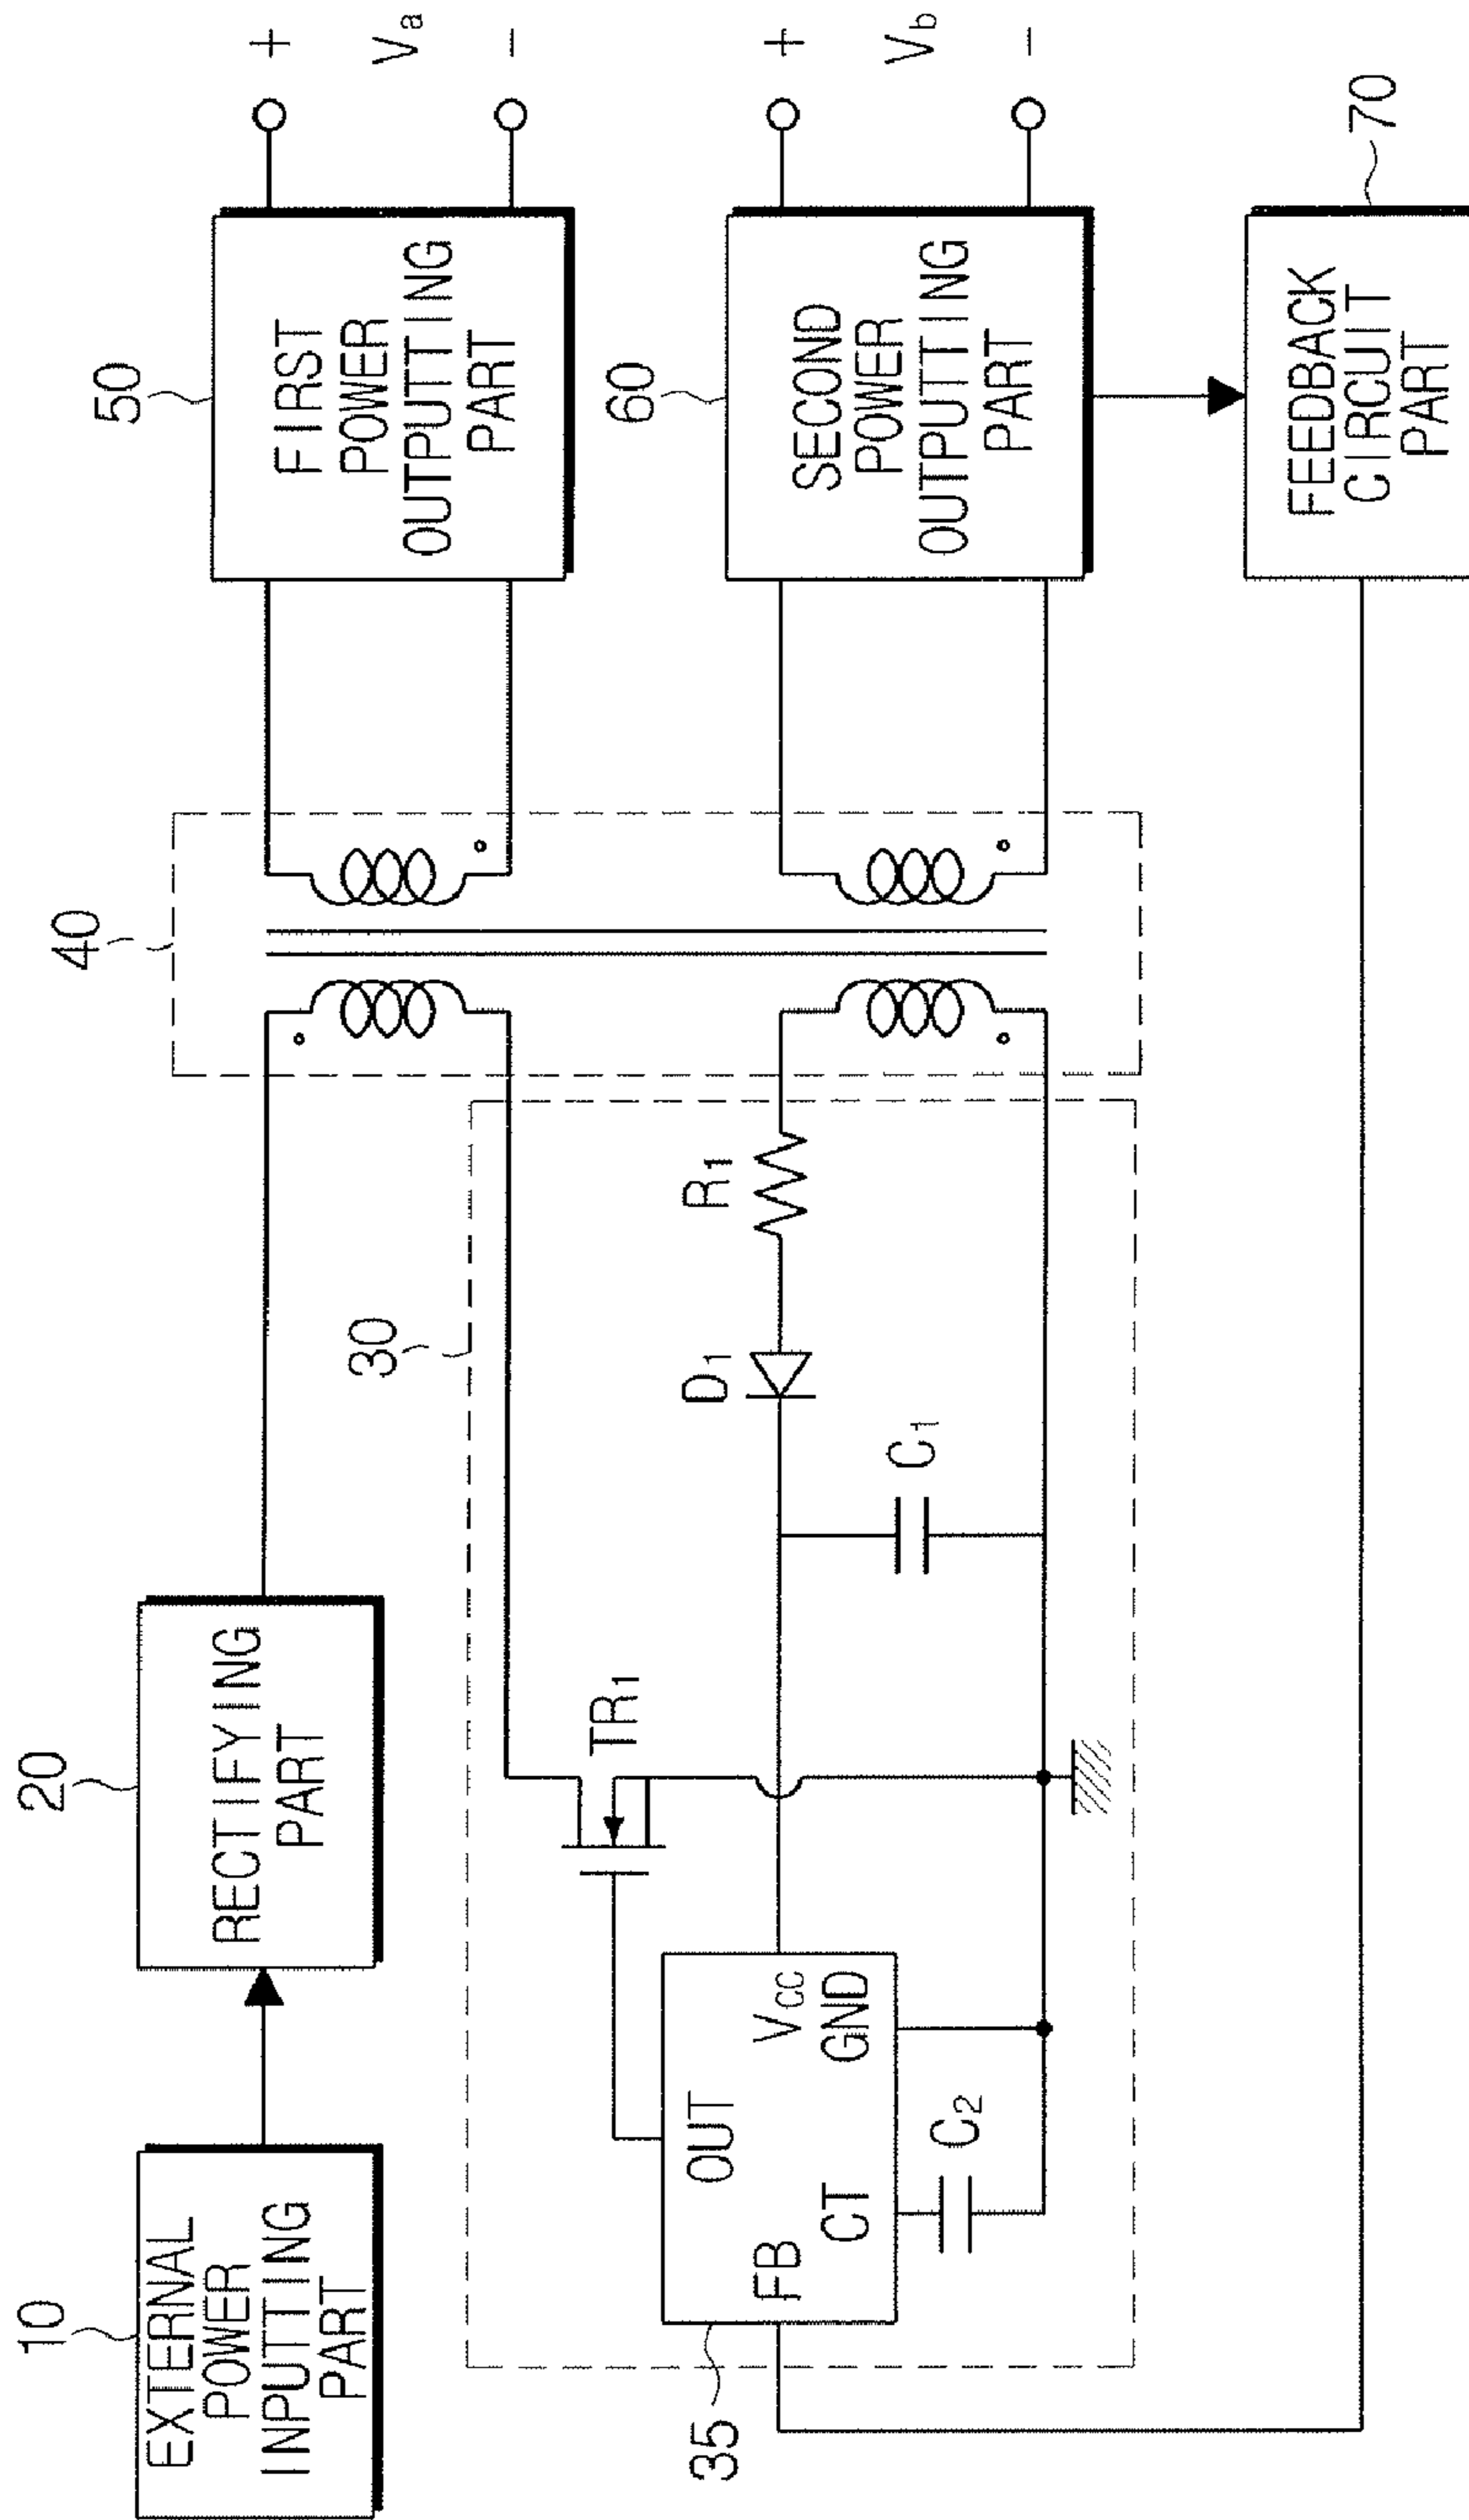 10
EXTERNAL
POWER
INPUTTING
PART
20
RECTIFYING
PART
40
50
FIRST
POWER
OUTPUTTING
PART
+
Va
-
30
TR1
R1
D1
C1
35
OUT
FB
VCC
CT
GND
C2
60
SECOND
POWER
OUTPUTTING
PART
+
Vb
-
70
FEEDBACK
CIRCUIT
PART